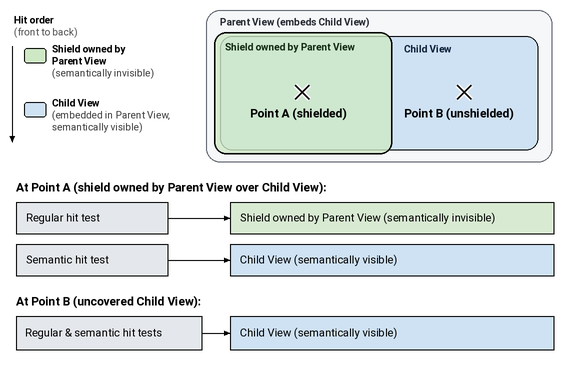 Hit order
(front to back)
Shield owned by
Parent View
(semantically invisible)
Child View
(embedded in Parent View,
semantically visible)
Parent View (embeds Child View)
Shield owned by Parent View
Child View
Point A (shielded)
Point B (unshielded)
At Point A (shield owned by Parent View over Child View):
Regular hit test
Shield owned by Parent View (semantically invisible)
Semantic hit test
Child View (semantically visible)
At Point B (uncovered Child View):
Regular & semantic hit tests
Child View (semantically visible)